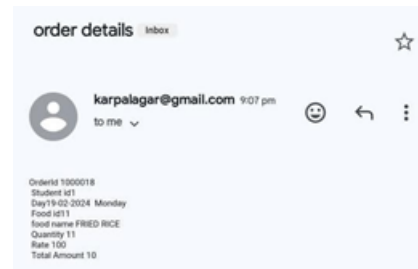 order details Inbox
karpalagar@gmail.com 9:07 pm
to me
OrderId 1000018
Student id1
Day19-02-2024 Monday
Food id11
food name FRIED RICE
Quantity 11
Rate 100
Total Amount 10